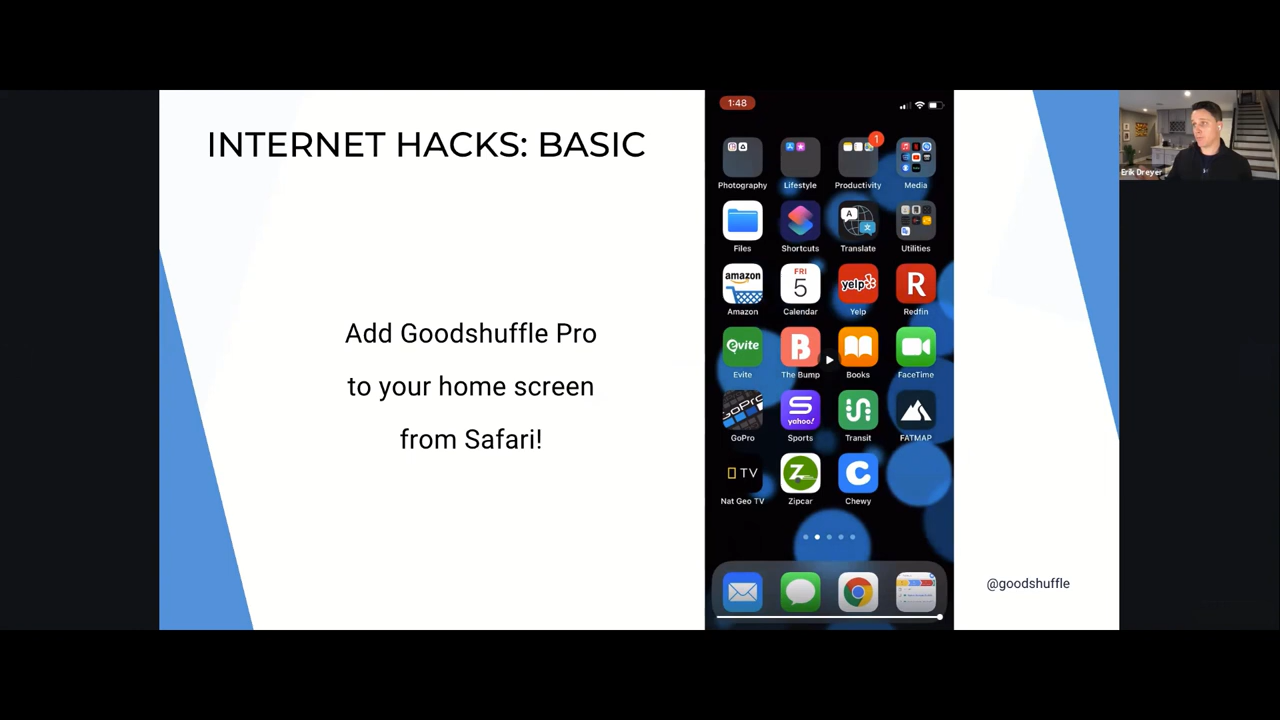 INTERNET HACKS: BASIC
Add Goodshuffle Pro
to your home screen
from Safari!
1:48
1
Photography Lifestyle Productivity Media
A
文
Files Shortcuts Translate Utilities
amazon FRI 5 yelp R
Amazon Calendar Yelp Redfin
evite B
Evite The Bump Books FaceTime
GoPro S yahoo!
GoPro Sports Transit FATMAP
TV Z C
Nat Geo TV Zipcar Chewy
@goodshuffle
Erik Dreyer